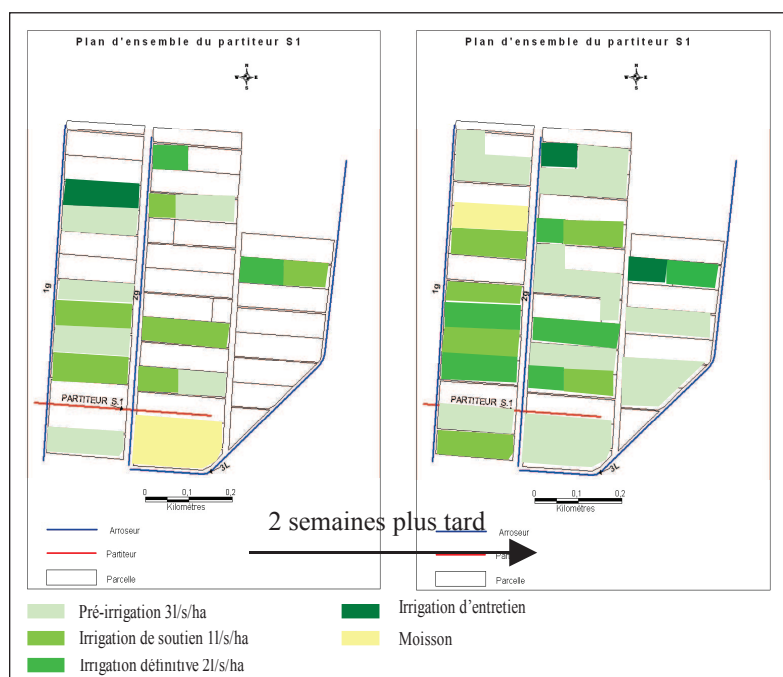 Plan d'ensemble du partiteur S1
N
W E
S
1g
2g
PARTITEUR S.1
3L
0 0,1 0,2
Kilomètres
Arroseur
Partiteur
Parcelle
Plan d'ensemble du partiteur S1
N
W E
S
1g
2g
PARTITEUR S.1
3L
0 0,1 0,2
Kilomètres
Arroseur
Parcelle
2 semaines plus tard
Pré-irrigation 3l/s/ha
Irrigation de soutien 1l/s/ha
Irrigation définitive 2l/s/ha
Irrigation d'entretien
Moisson